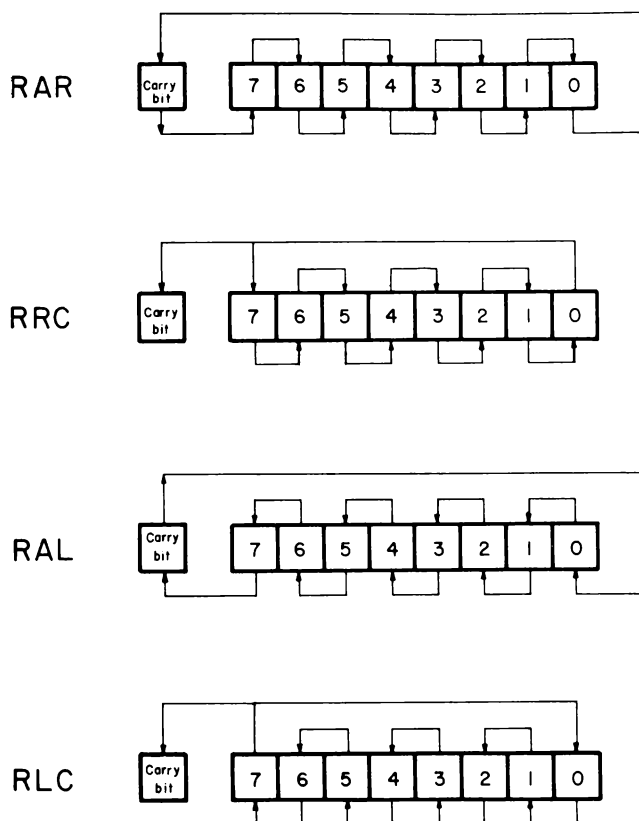 RAR Carry bit 7 6 5 4 3 2 1 0
RRC Carry bit 7 6 5 4 3 2 1 0
RAL Carry bit 7 6 5 4 3 2 1 0
RLC Carry bit 7 6 5 4 3 2 1 0